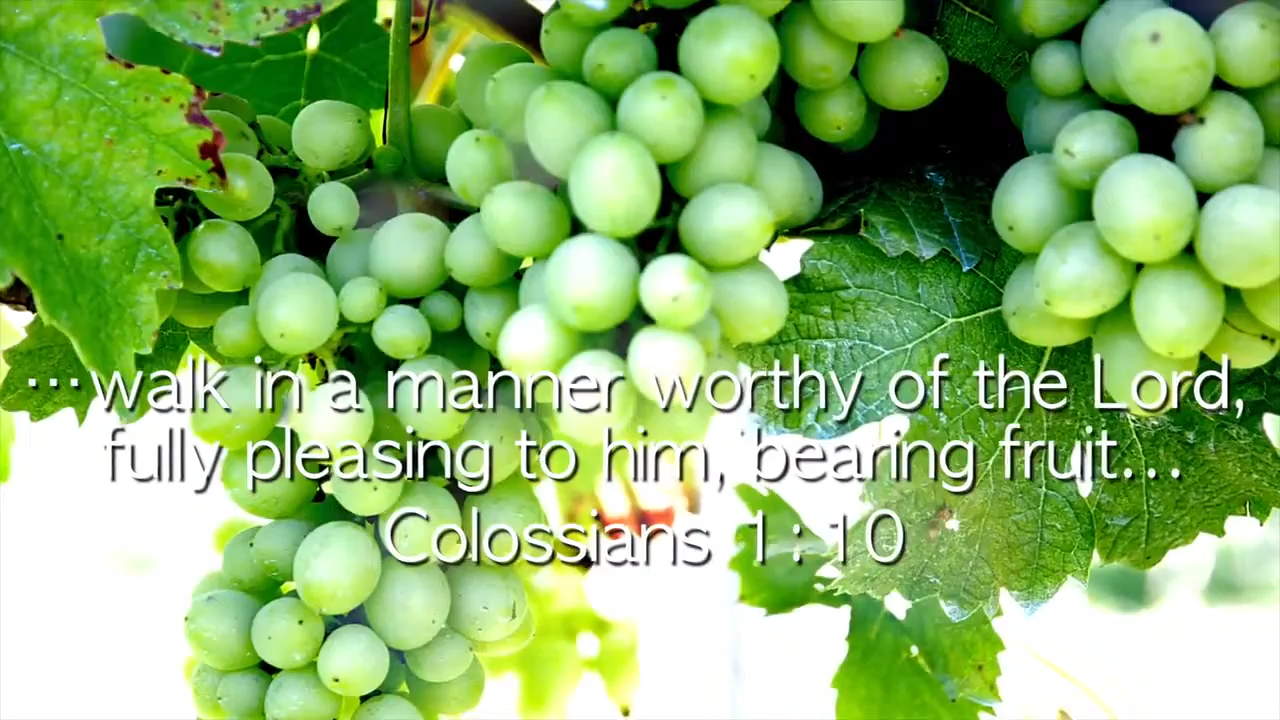 ...walk in a manner worthy of the Lord,
fully pleasing to him, bearing fruit...
Colossians 1:10